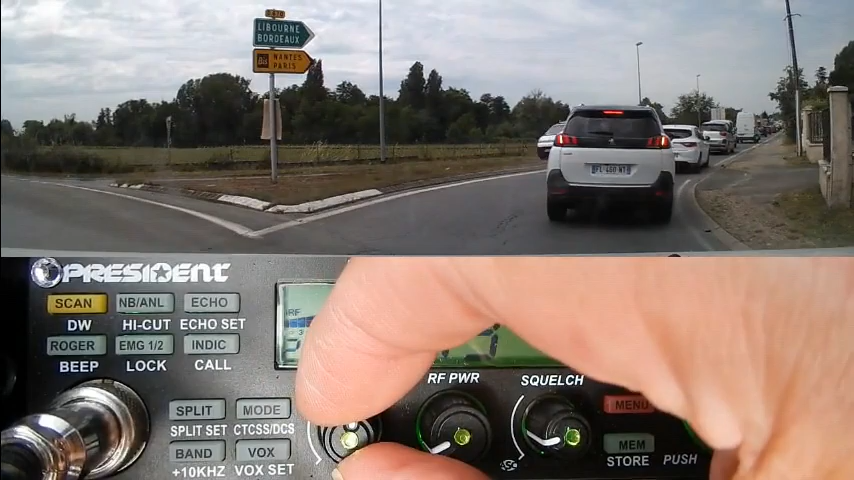 LIBOURNE
BORDEAUX
Bis NANTES
PARIS
PRESIDENT
SCAN NB/ANL ECHO
DW HI-CUT ECHO SET
ROGER EMG 1/2 INDIC
BEEP LOCK CALL
RF
RF PWR SQUELCH
SPLIT MODE MENU
SPLIT SET CTCSS/DCS
BAND VOX MEM
+10KHZ VOX SET STORE PUSH